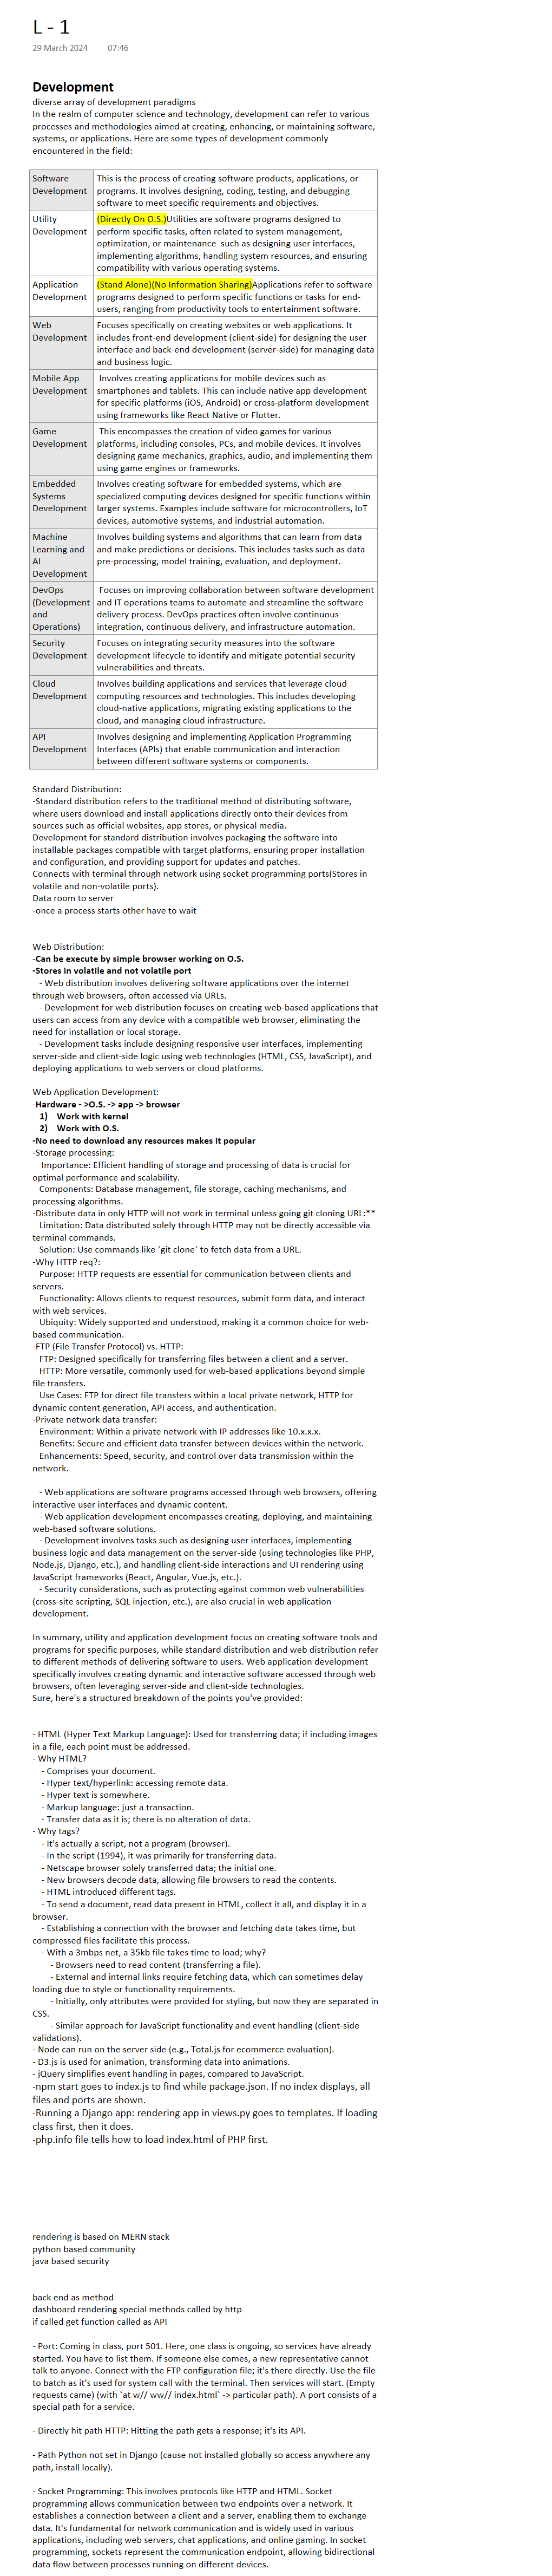 L - 1
29 March 2024 07:46
Development
diverse array of development paradigms
In the realm of computer science and technology, development can refer to various
processes and methodologies aimed at creating, enhancing, or maintaining software,
systems, or applications. Here are some types of development commonly
encountered in the field:
Software
Development
This is the process of creating software products, applications, or
programs. It involves designing, coding, testing, and debugging
software to meet specific requirements and objectives.
Utility
Development
(Directly On O.S.)Utilities are software programs designed to
perform specific tasks, often related to system management,
optimization, or maintenance such as designing user interfaces,
implementing algorithms, handling system resources, and ensuring
compatibility with various operating systems.
Application
Development
(Stand Alone)(No Information Sharing)Applications refer to software
programs designed to perform specific functions or tasks for end-
users, ranging from productivity tools to entertainment software.
Web
Development
Focuses specifically on creating websites or web applications. It
includes front-end development (client-side) for designing the user
interface and back-end development (server-side) for managing data
and business logic.
Mobile App
Development
Involves creating applications for mobile devices such as
smartphones and tablets. This can include native app development
for specific platforms (iOS, Android) or cross-platform development
using frameworks like React Native or Flutter.
Game
Development
This encompasses the creation of video games for various
platforms, including consoles, PCs, and mobile devices. It involves
designing game mechanics, graphics, audio, and implementing them
using game engines or frameworks.
Embedded
Systems
Development
Involves creating software for embedded systems, which are
specialized computing devices designed for specific functions within
larger systems. Examples include software for microcontrollers, IoT
devices, automotive systems, and industrial automation.
Machine
Learning and
AI
Development
Involves building systems and algorithms that can learn from data
and make predictions or decisions. This includes tasks such as data
pre-processing, model training, evaluation, and deployment.
DevOps
(Development
and
Operations)
Focuses on improving collaboration between software development
and IT operations teams to automate and streamline the software
delivery process. DevOps practices often involve continuous
integration, continuous delivery, and infrastructure automation.
Security
Development
Focuses on integrating security measures into the software
development lifecycle to identify and mitigate potential security
vulnerabilities and threats.
Cloud
Development
Involves building applications and services that leverage cloud
computing resources and technologies. This includes developing
cloud-native applications, migrating existing applications to the
cloud, and managing cloud infrastructure.
API
Development
Involves designing and implementing Application Programming
Interfaces (APIs) that enable communication and interaction
between different software systems or components.
Standard Distribution:
-Standard distribution refers to the traditional method of distributing software,
where users download and install applications directly onto their devices from
sources such as official websites, app stores, or physical media.
Development for standard distribution involves packaging the software into
installable packages compatible with target platforms, ensuring proper installation
and configuration, and providing support for updates and patches.
Connects with terminal through network using socket programming ports(Stores in
volatile and non-volatile ports).
Data room to server
-once a process starts other have to wait
Web Distribution:
-Can be execute by simple browser working on O.S.
-Stores in volatile and not volatile port
- Web distribution involves delivering software applications over the internet
through web browsers, often accessed via URLs.
- Development for web distribution focuses on creating web-based applications that
users can access from any device with a compatible web browser, eliminating the
need for installation or local storage.
- Development tasks include designing responsive user interfaces, implementing
server-side and client-side logic using web technologies (HTML, CSS, JavaScript), and
deploying applications to web servers or cloud platforms.
Web Application Development:
-Hardware - >O.S. -> app -> browser
1) Work with kernel
2) Work with O.S.
-No need to download any resources makes it popular
-Storage processing:
Importance: Efficient handling of storage and processing of data is crucial for
optimal performance and scalability.
Components: Database management, file storage, caching mechanisms, and
processing algorithms.
-Distribute data in only HTTP will not work in terminal unless going git cloning URL:**
Limitation: Data distributed solely through HTTP may not be directly accessible via
terminal commands.
Solution: Use commands like `git clone` to fetch data from a URL.
-Why HTTP req?:
Purpose: HTTP requests are essential for communication between clients and
servers.
Functionality: Allows clients to request resources, submit form data, and interact
with web services.
Ubiquity: Widely supported and understood, making it a common choice for web-
based communication.
-FTP (File Transfer Protocol) vs. HTTP:
FTP: Designed specifically for transferring files between a client and a server.
HTTP: More versatile, commonly used for web-based applications beyond simple
file transfers.
Use Cases: FTP for direct file transfers within a local private network, HTTP for
dynamic content generation, API access, and authentication.
-Private network data transfer:
Environment: Within a private network with IP addresses like 10.x.x.x.
Benefits: Secure and efficient data transfer between devices within the network.
Enhancements: Speed, security, and control over data transmission within the
network.
- Web applications are software programs accessed through web browsers, offering
interactive user interfaces and dynamic content.
- Web application development encompasses creating, deploying, and maintaining
web-based software solutions.
- Development involves tasks such as designing user interfaces, implementing
business logic and data management on the server-side (using technologies like PHP,
Node.js, Django, etc.), and handling client-side interactions and UI rendering using
JavaScript frameworks (React, Angular, Vue.js, etc.).
- Security considerations, such as protecting against common web vulnerabilities
(cross-site scripting, SQL injection, etc.), are also crucial in web application
development.
In summary, utility and application development focus on creating software tools and
programs for specific purposes, while standard distribution and web distribution refer
to different methods of delivering software to users. Web application development
specifically involves creating dynamic and interactive software accessed through web
browsers, often leveraging server-side and client-side technologies.
Sure, here's a structured breakdown of the points you've provided:
- HTML (Hyper Text Markup Language): Used for transferring data; if including images
in a file, each point must be addressed.
- Why HTML?
- Comprises your document.
- Hyper text/hyperlink: accessing remote data.
- Hyper text is somewhere.
- Markup language: just a transaction.
- Transfer data as it is; there is no alteration of data.
- Why tags?
- It's actually a script, not a program (browser).
- In the script (1994), it was primarily for transferring data.
- Netscape browser solely transferred data; the initial one.
- New browsers decode data, allowing file browsers to read the contents.
- HTML introduced different tags.
- To send a document, read data present in HTML, collect it all, and display it in a
browser.
- Establishing a connection with the browser and fetching data takes time, but
compressed files facilitate this process.
- With a 3mbps net, a 35kb file takes time to load; why?
- Browsers need to read content (transferring a file).
- External and internal links require fetching data, which can sometimes delay
loading due to style or functionality requirements.
- Initially, only attributes were provided for styling, but now they are separated in
CSS.
- Similar approach for JavaScript functionality and event handling (client-side
validations).
- Node can run on the server side (e.g., Total.js for ecommerce evaluation).
- D3.js is used for animation, transforming data into animations.
- jQuery simplifies event handling in pages, compared to JavaScript.
-npm start goes to index.js to find while package.json. If no index displays, all
files and ports are shown.
-Running a Django app: rendering app in views.py goes to templates. If loading
class first, then it does.
-php.info file tells how to load index.html of PHP first.
rendering is based on MERN stack
python based community
java based security
back end as method
dashboard rendering special methods called by http
if called get function called as API
- Port: Coming in class, port 501. Here, one class is ongoing, so services have already
started. You have to list them. If someone else comes, a new representative cannot
talk to anyone. Connect with the FTP configuration file; it's there directly. Use the file
to batch as it's used for system call with the terminal. Then services will start. (Empty
requests came) (with `at w// ww// index.html` -> particular path). A port consists of a
special path for a service.
- Directly hit path HTTP: Hitting the path gets a response; it's its API.
- Path Python not set in Django (cause not installed globally so access anywhere any
path, install locally).
- Socket Programming: This involves protocols like HTTP and HTML. Socket
programming allows communication between two endpoints over a network. It
establishes a connection between a client and a server, enabling them to exchange
data. It's fundamental for network communication and is widely used in various
applications, including web servers, chat applications, and online gaming. In socket
programming, sockets represent the communication endpoint, allowing bidirectional
data flow between processes running on different devices.